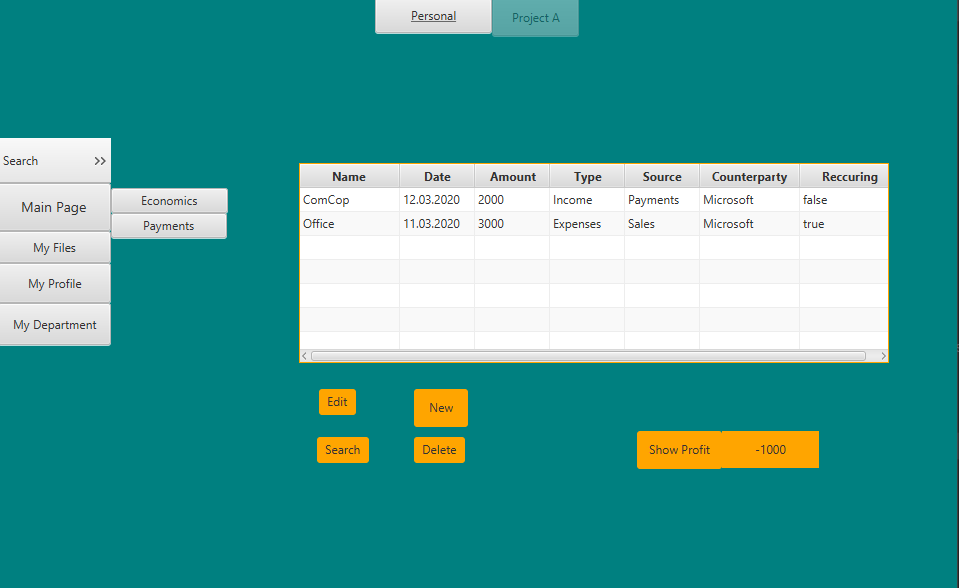 Personal
Project A
Search >>
Main Page
Economics
Payments
My Files
My Profile
My Department
Name Date Amount Type Source Counterparty Reccuring
ComCop 12.03.2020 2000 Income Payments Microsoft false
Office 11.03.2020 3000 Expenses Sales Microsoft true
Edit
New
Search
Delete
Show Profit -1000